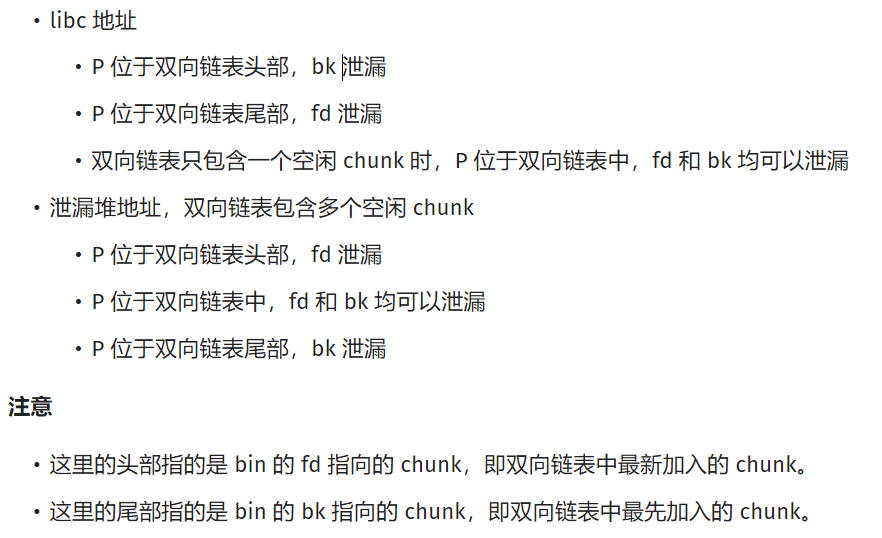 • libc 地址
• P 位于双向链表头部，bk 泄漏
• P 位于双向链表尾部，fd 泄漏
• 双向链表只包含一个空闲 chunk 时，P 位于双向链表中，fd 和 bk 均可以泄漏
• 泄漏堆地址，双向链表包含多个空闲 chunk
• P 位于双向链表头部，fd 泄漏
• P 位于双向链表中，fd 和 bk 均可以泄漏
• P 位于双向链表尾部，bk 泄漏
注意
• 这里的头部指的是 bin 的 fd 指向的 chunk，即双向链表中最新加入的 chunk。
• 这里的尾部指的是 bin 的 bk 指向的 chunk，即双向链表中最先加入的 chunk。